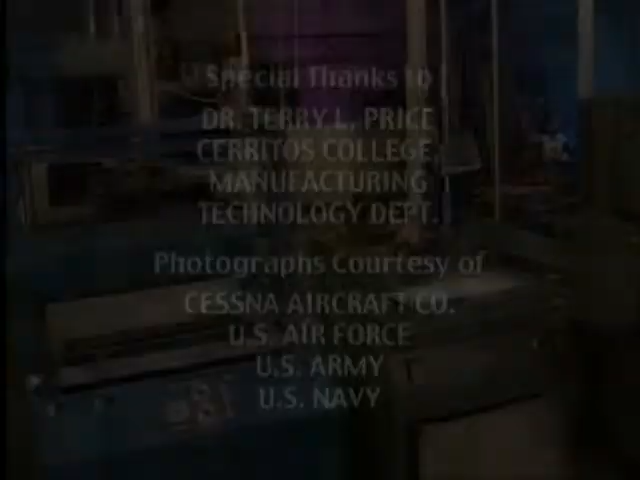 Special Thanks to
DR. TERRY L. PRICE
CERRITOS COLLEGE,
MANUFACTURING
TECHNOLOGY DEPT.
Photographs Courtesy of
CESSNA AIRCRAFT CO.
U.S. AIR FORCE
U.S. ARMY
U.S. NAVY